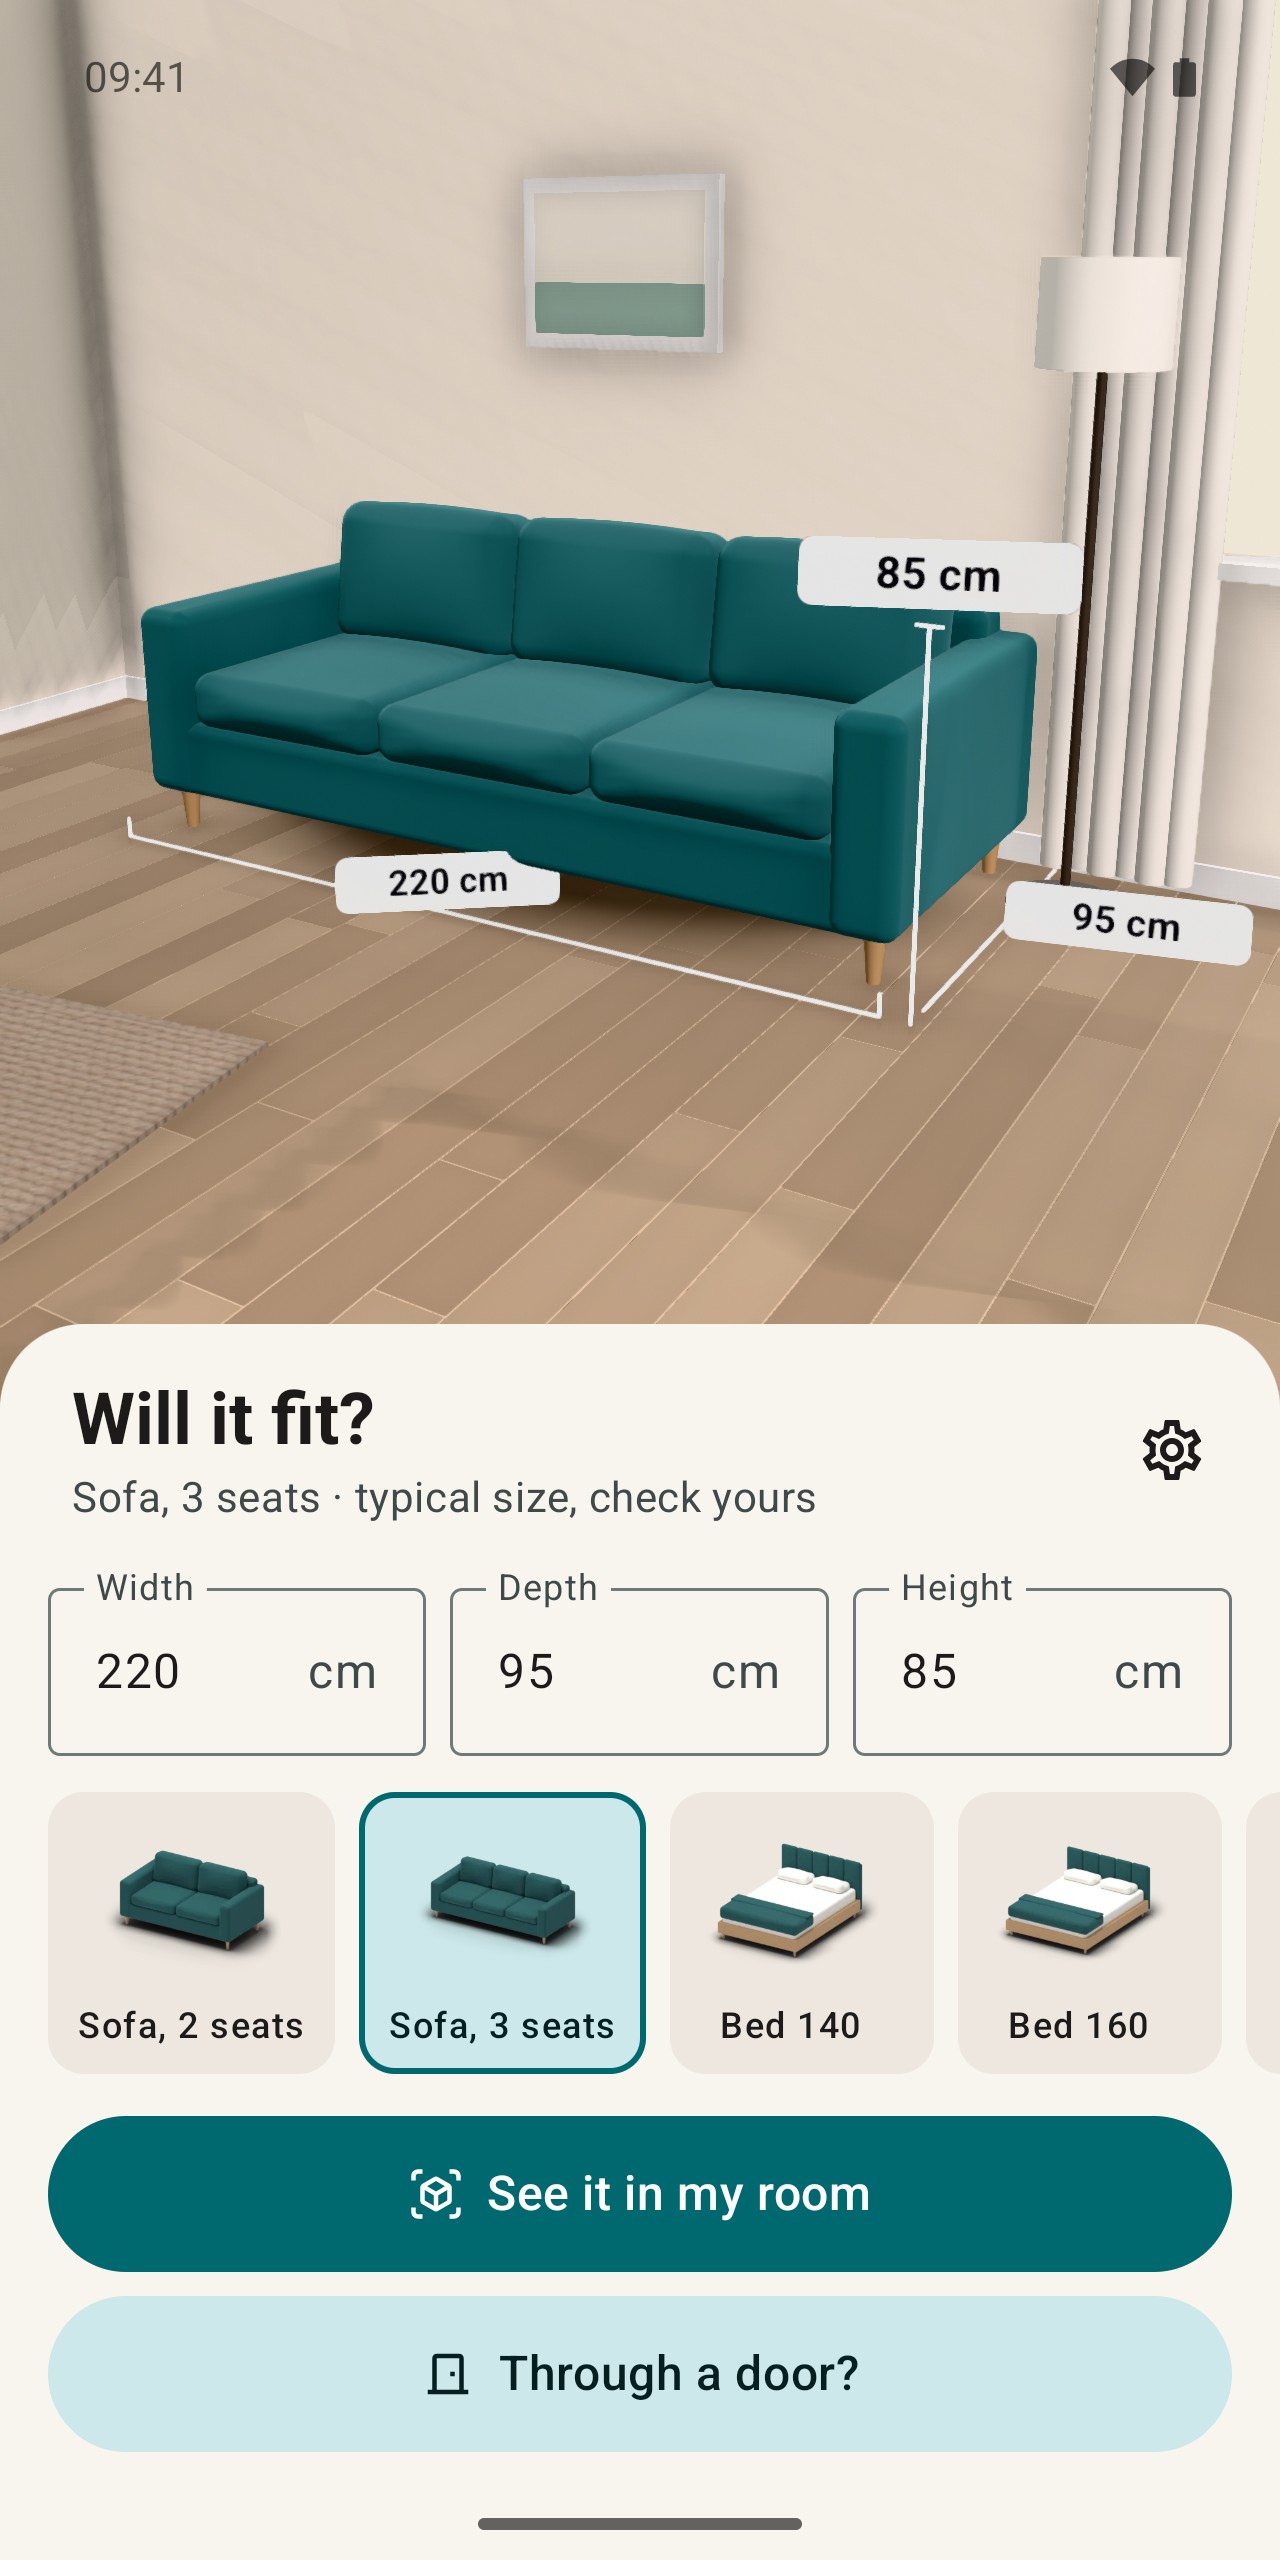 09:41
85 cm
220 cm
95 cm
Will it fit?
Sofa, 3 seats · typical size, check yours
Width
Depth
Height
220 cm
95 cm
85 cm
Sofa, 2 seats
Sofa, 3 seats
Bed 140
Bed 160
See it in my room
Through a door?